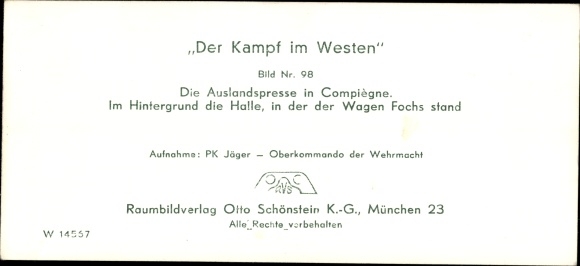 „Der Kampf im Westen"
Bild Nr. 98
Die Auslandspresse in Compiègne.
Im Hintergrund die Halle, in der der Wagen Fochs stand
Aufnahme: PK Jäger – Oberkommando der Wehrmacht
RVS
Raumbildverlag Otto Schönstein K.-G., München 23
Alle Rechte vorbehalten
W 14557